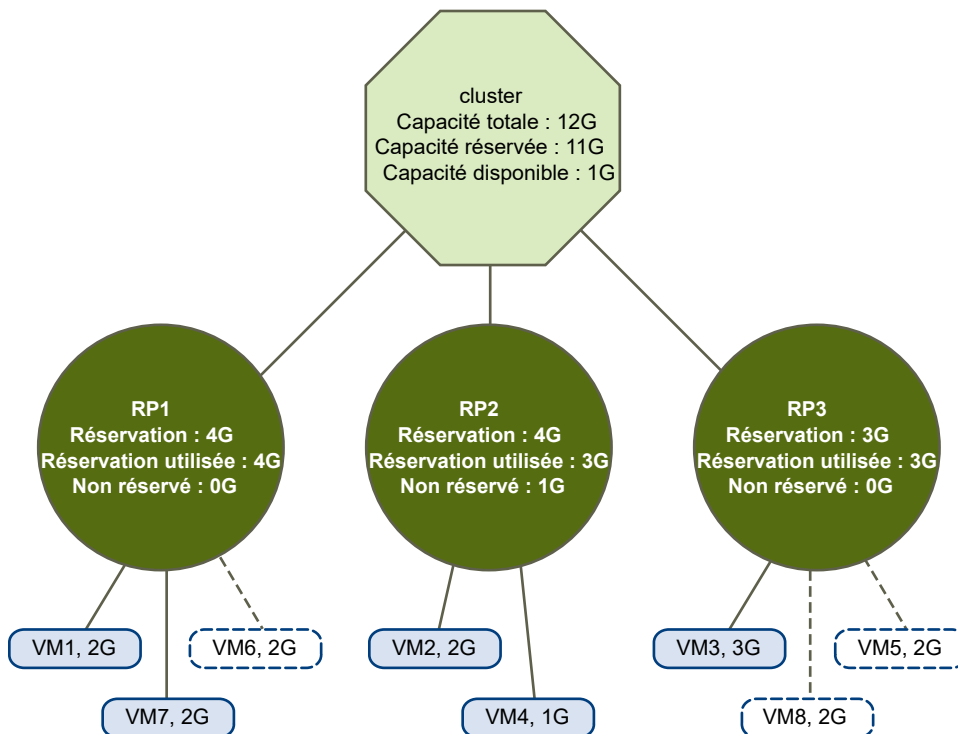 cluster
Capacité totale : 12G
Capacité réservée : 11G
Capacité disponible : 1G
RP1
Réservation : 4G
Réservation utilisée : 4G
Non réservé : 0G
RP2
Réservation : 4G
Réservation utilisée : 3G
Non réservé : 1G
RP3
Réservation : 3G
Réservation utilisée : 3G
Non réservé : 0G
VM1, 2G
VM6, 2G
VM2, 2G
VM3, 3G
VM5, 2G
VM7, 2G
VM4, 1G
VM8, 2G